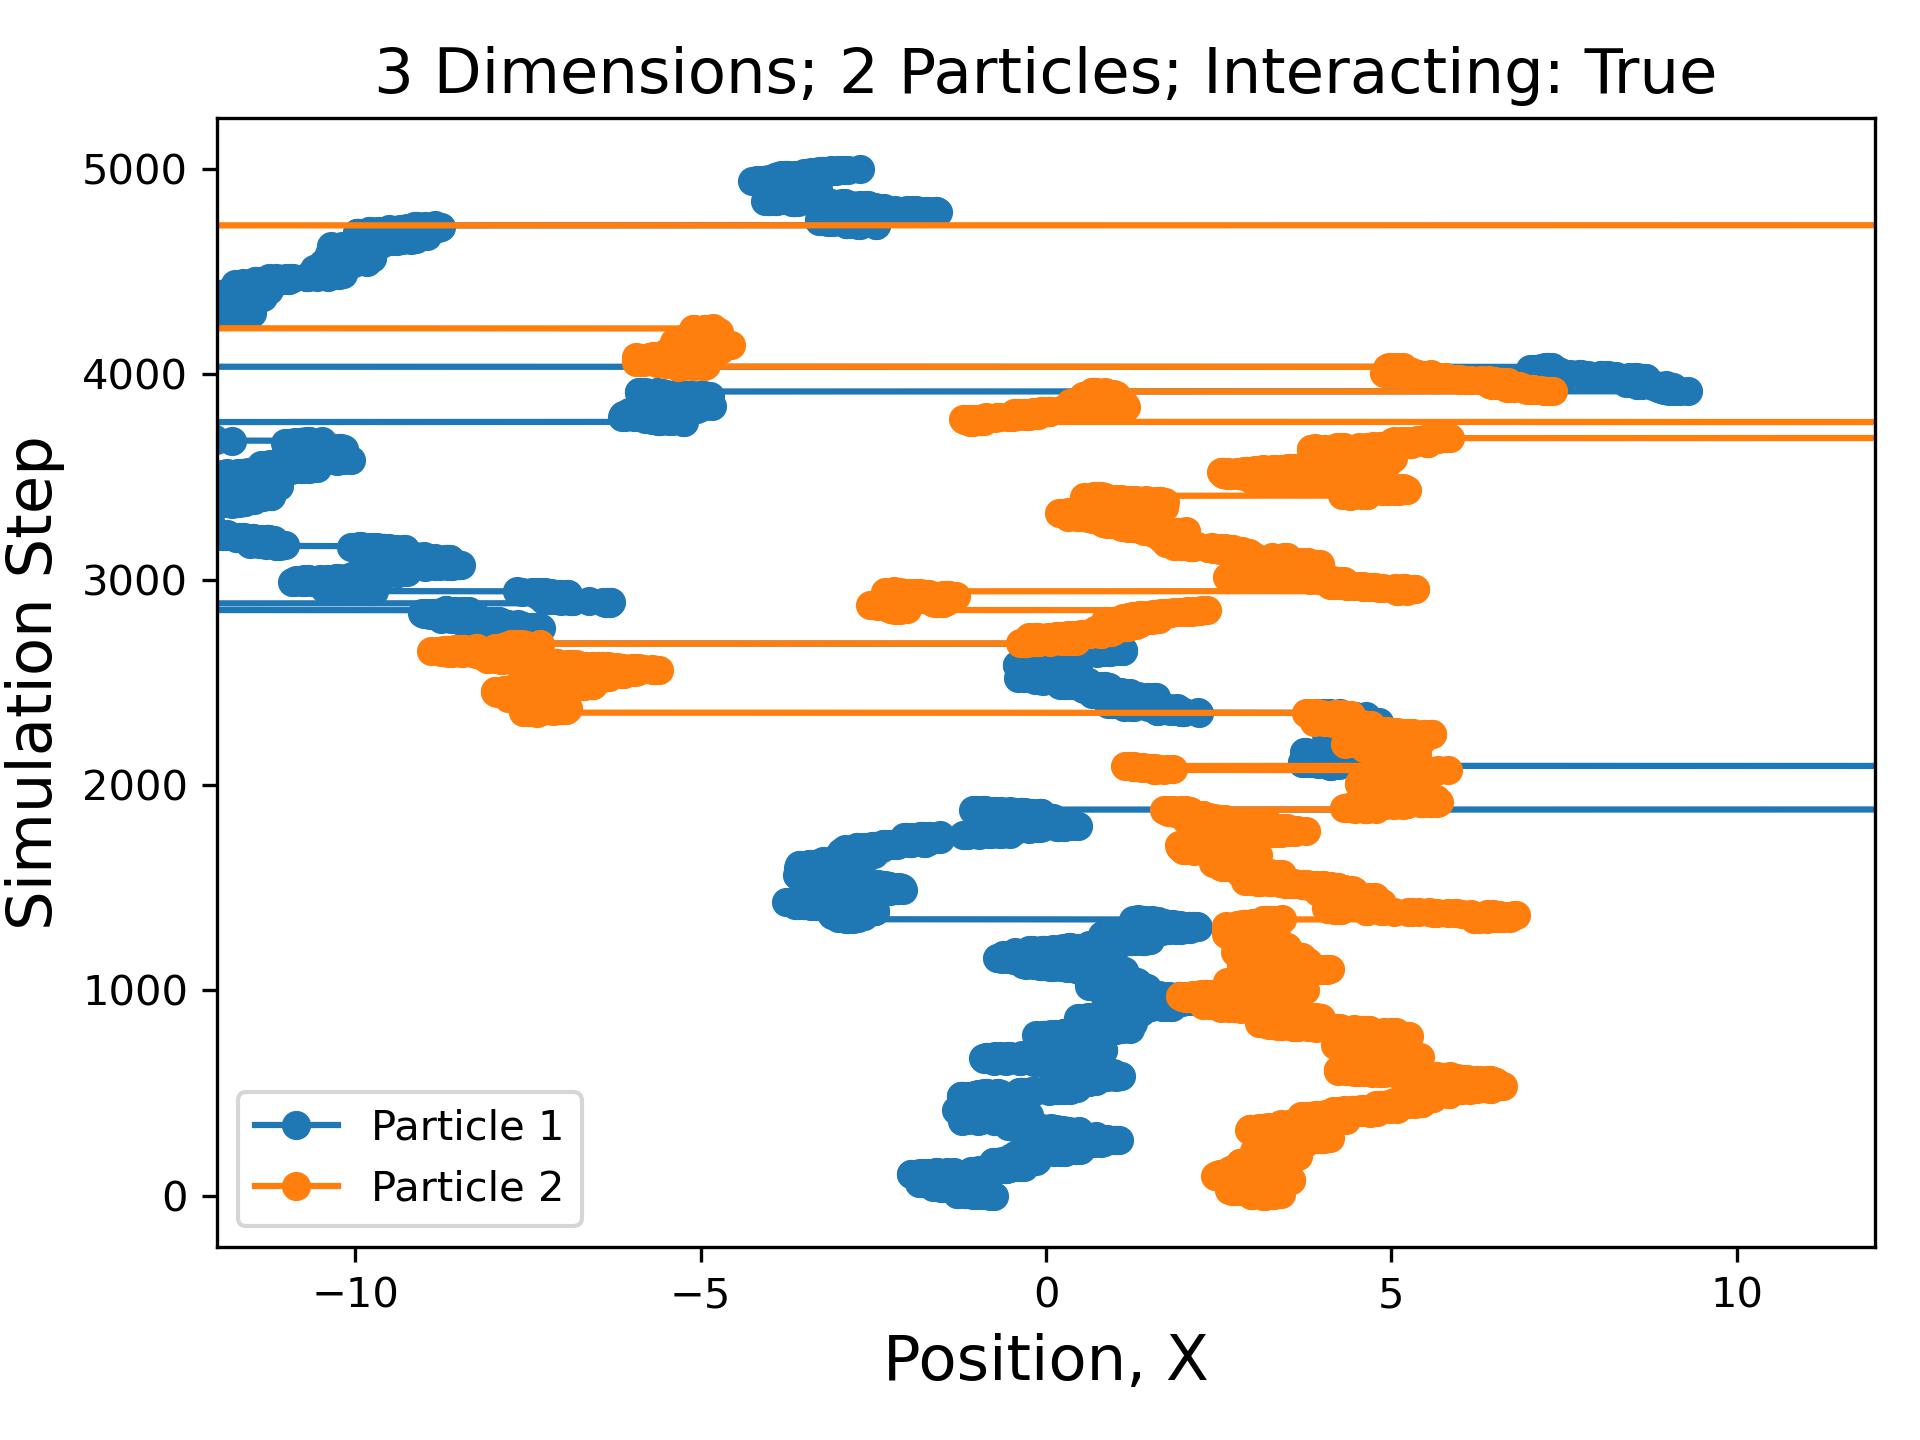 3 Dimensions; 2 Particles; Interacting: True
Simulation Step
5000
4000
3000
2000
1000
0
Particle 1
Particle 2
−10
−5
0
5
10
Position, X